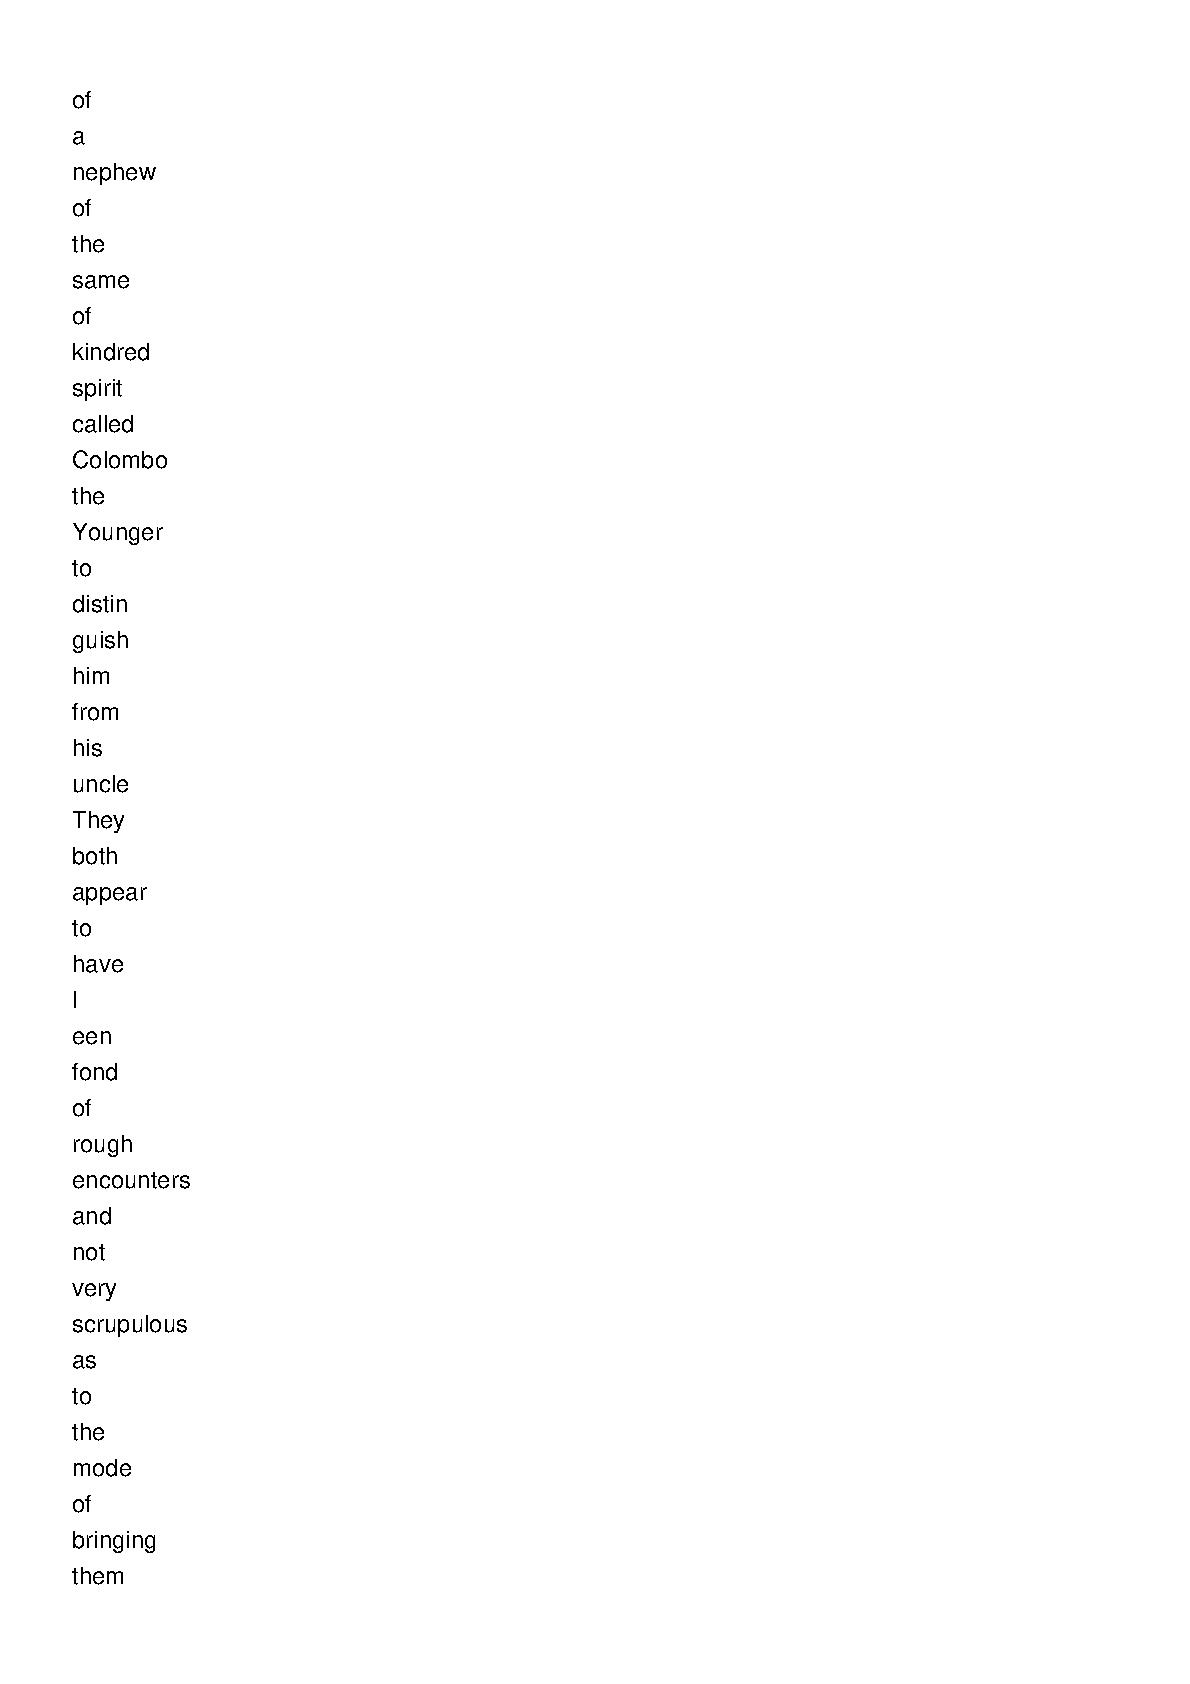 of
a
nephew
of
the
same
of
kindred
spirit
called
Colombo
the
Younger
to
distin
guish
him
from
his
uncle
They
both
appear
to
have
l
een
fond
of
rough
encounters
and
not
very
scrupulous
as
to
the
mode
of
bringing
them